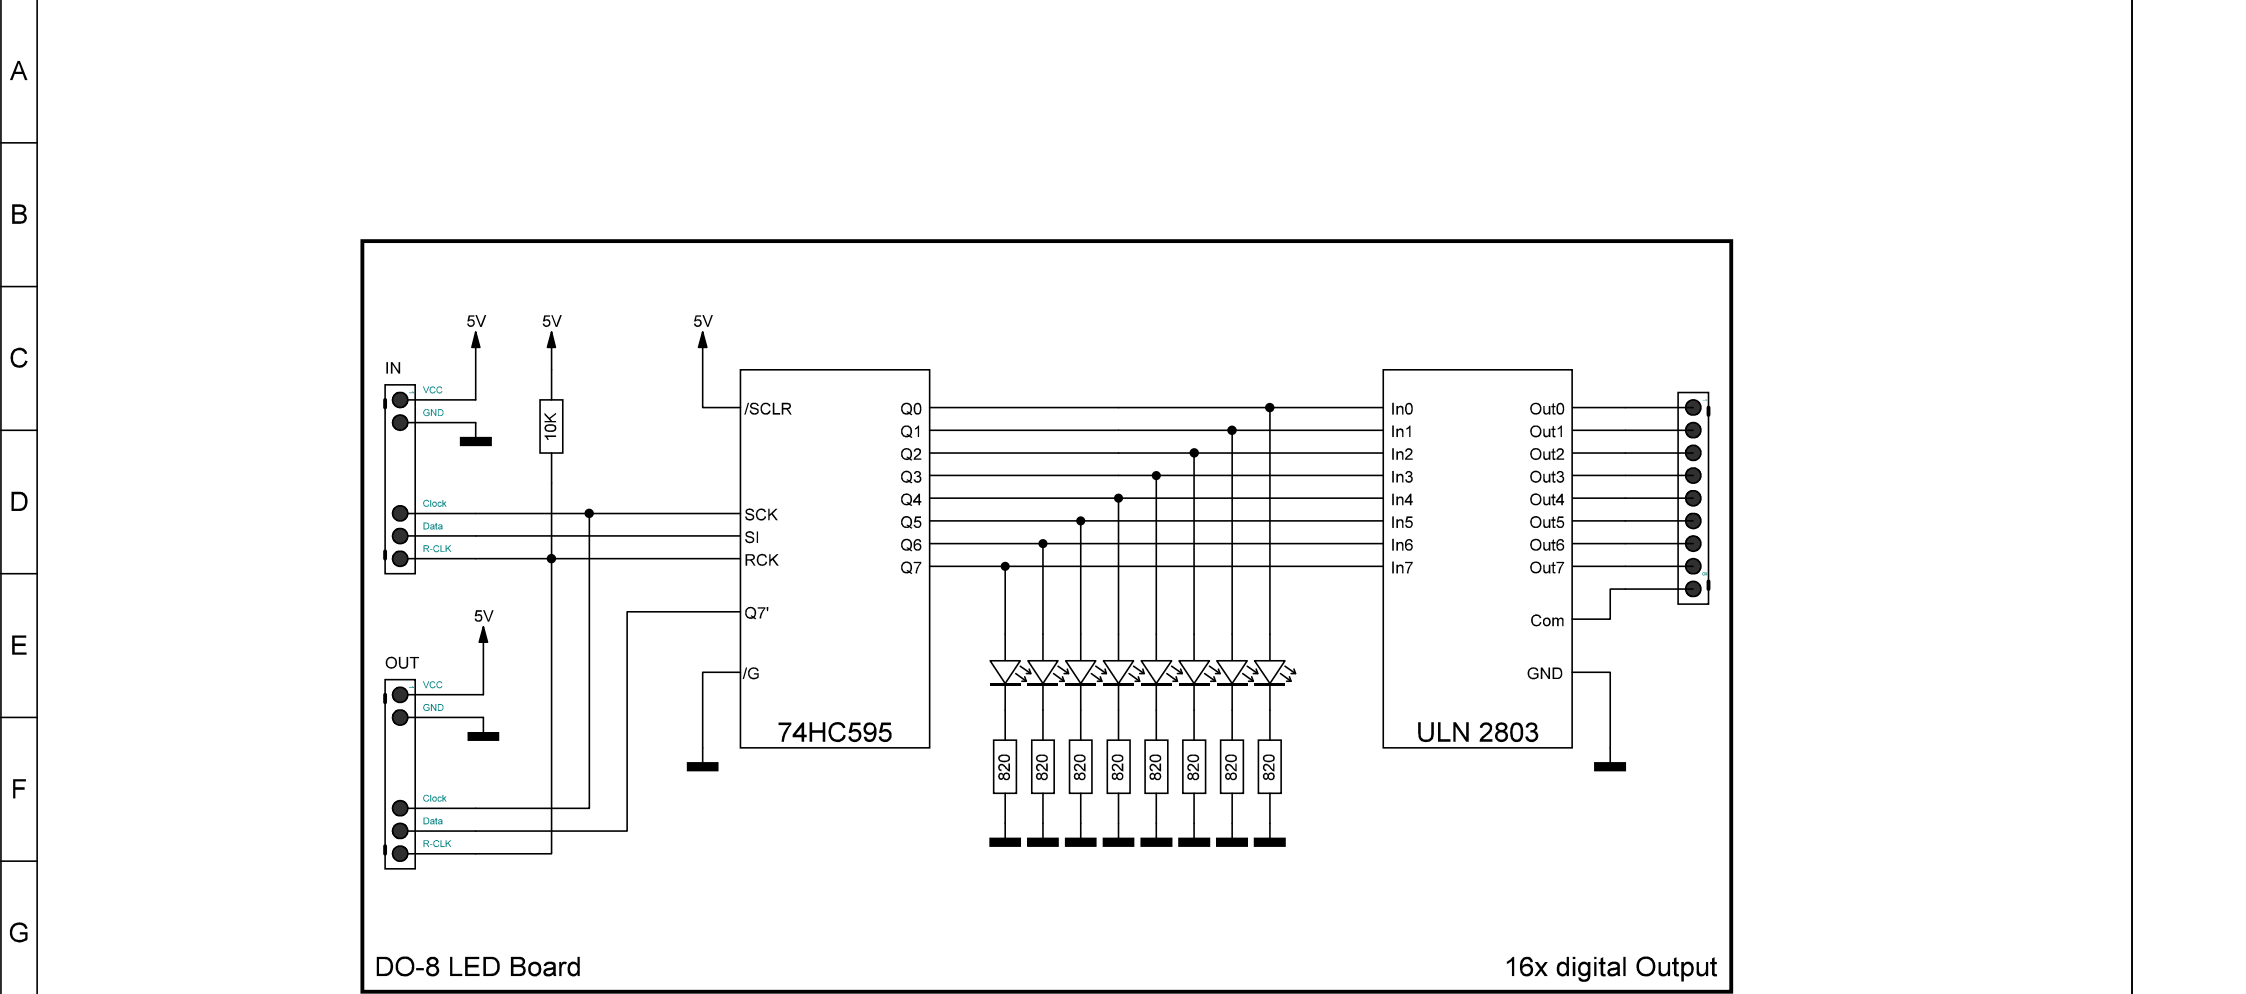 A
B
C
D
E
F
G
5V 5V 5V
IN
VCC
GND
10K
Clock
Data
R-CLK
/SCLR
SCK
SI
RCK
Q7'
/G
74HC595
Q0
Q1
Q2
Q3
Q4
Q5
Q6
Q7
5V
OUT
VCC
GND
Clock
Data
R-CLK
820 820 820 820 820 820 820 820
In0
In1
In2
In3
In4
In5
In6
In7
Out0
Out1
Out2
Out3
Out4
Out5
Out6
Out7
Com
GND
ULN 2803
DO-8 LED Board
16x digital Output